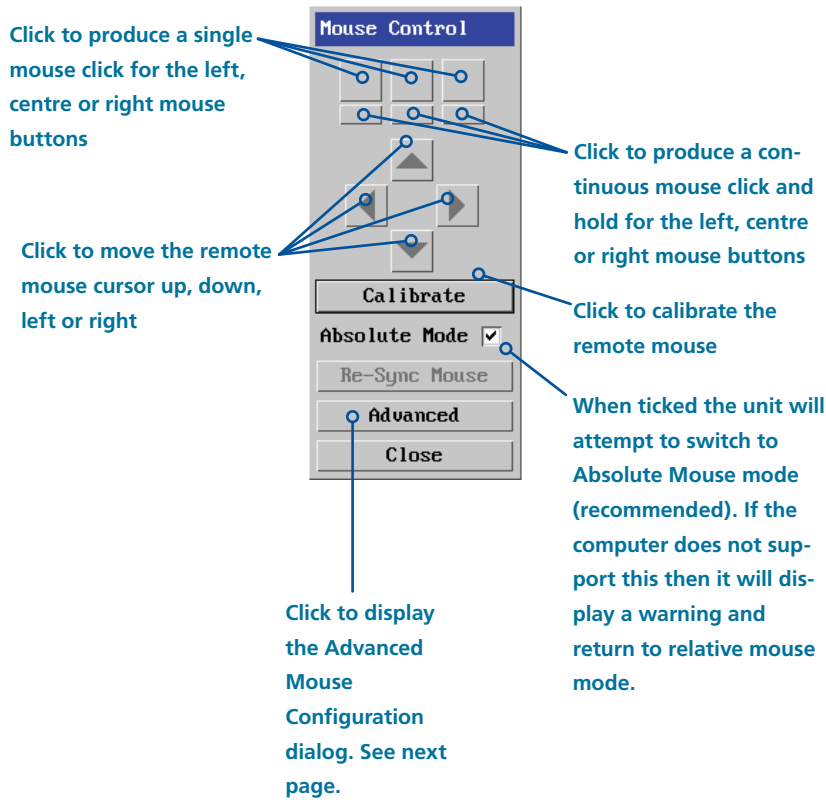 Click to produce a single
mouse click for the left,
centre or right mouse
buttons
Mouse Control
Click to produce a con-
tinuous mouse click and
hold for the left, centre
or right mouse buttons
Click to move the remote
mouse cursor up, down,
left or right
Calibrate
Click to calibrate the
remote mouse
Absolute Mode
Re-Sync Mouse
Advanced
Close
When ticked the unit will
attempt to switch to
Absolute Mouse mode
(recommended). If the
computer does not sup-
port this then it will dis-
play a warning and
return to relative mouse
mode.
Click to display
the Advanced
Mouse
Configuration
dialog. See next
page.